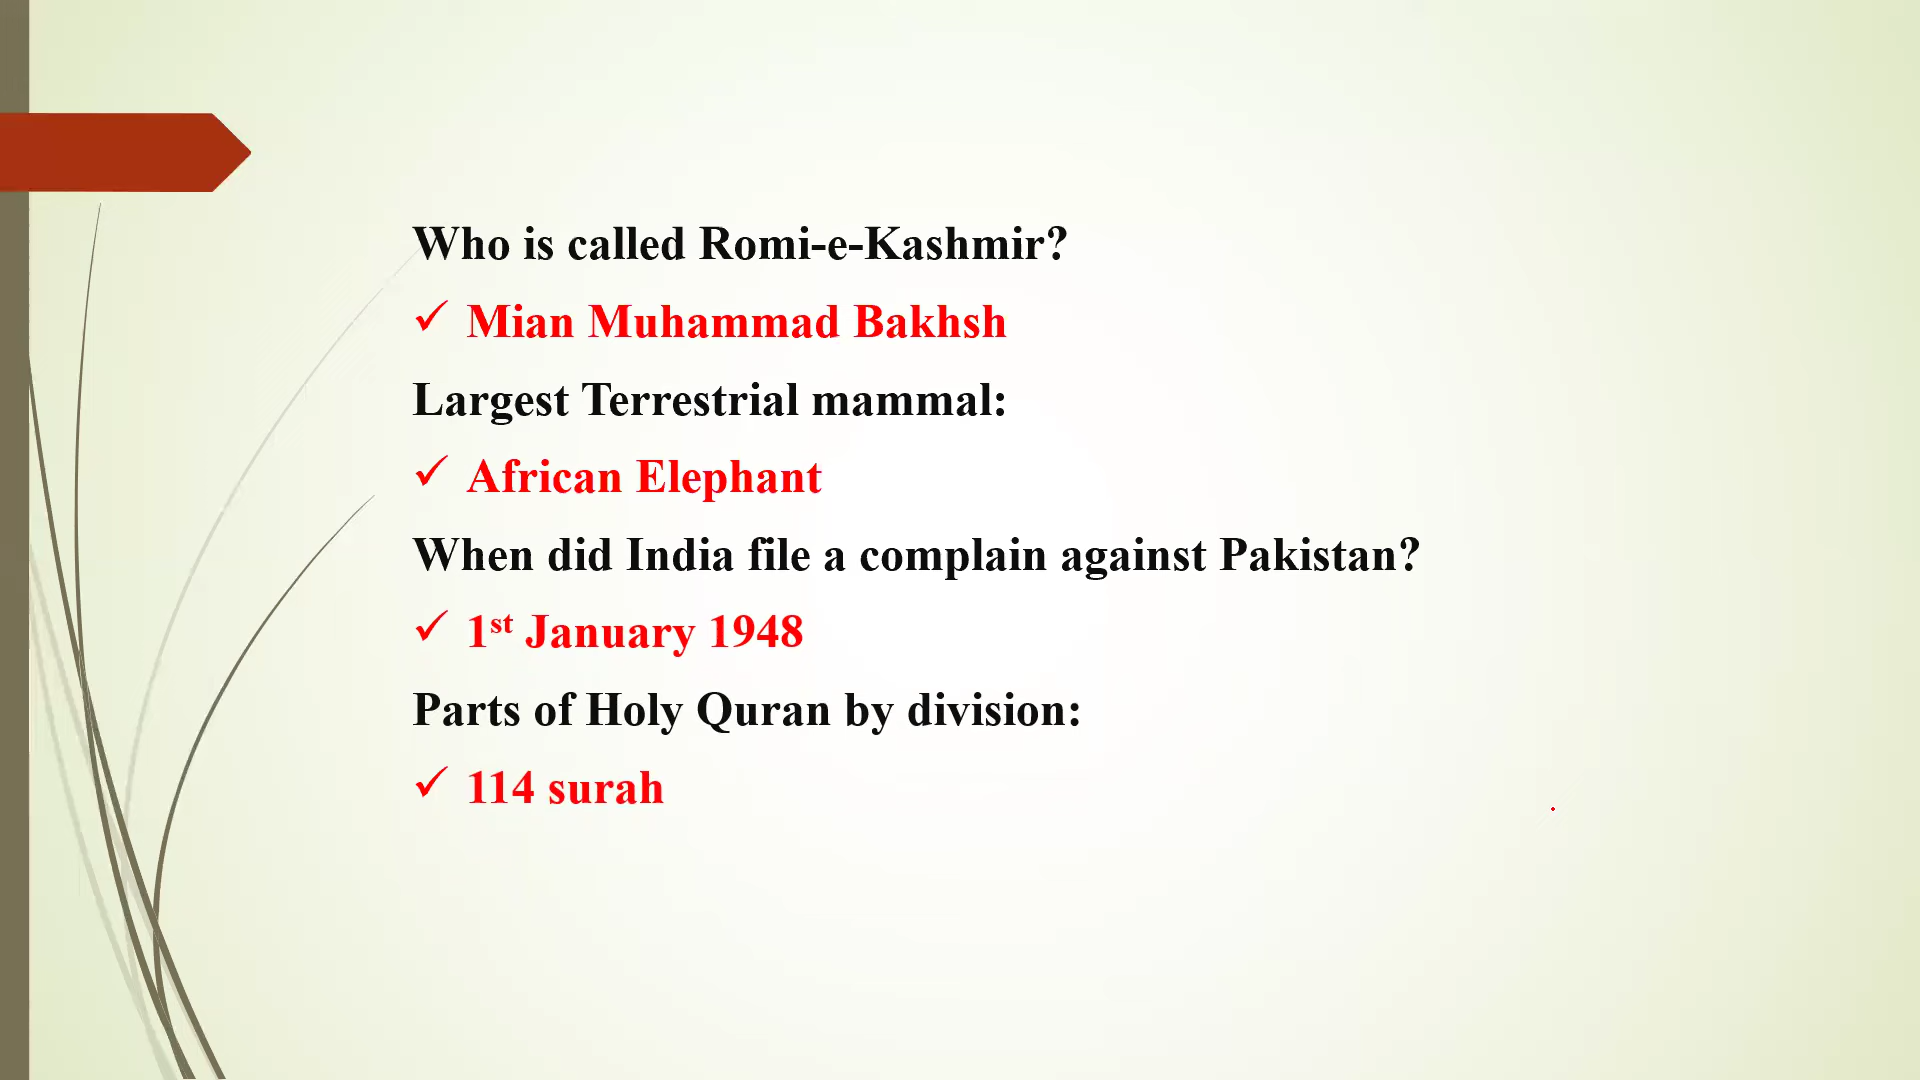 Who is called Romi-e-Kashmir?
✓ Mian Muhammad Bakhsh
Largest Terrestrial mammal:
✓ African Elephant
When did India file a complain against Pakistan?
✓ 1st January 1948
Parts of Holy Quran by division:
✓ 114 surah